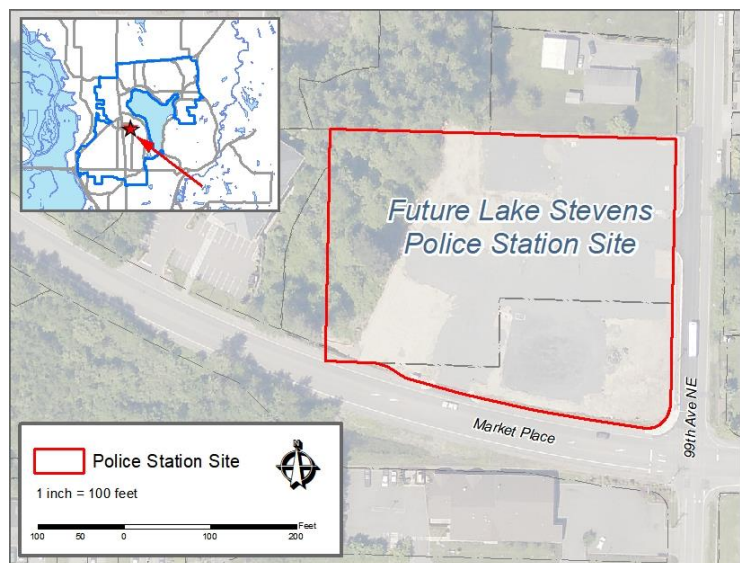 Future Lake Stevens
Police Station Site
99th Ave NE
Market Place
Police Station Site
1 inch = 100 feet
Feet
100 50 0 100 200